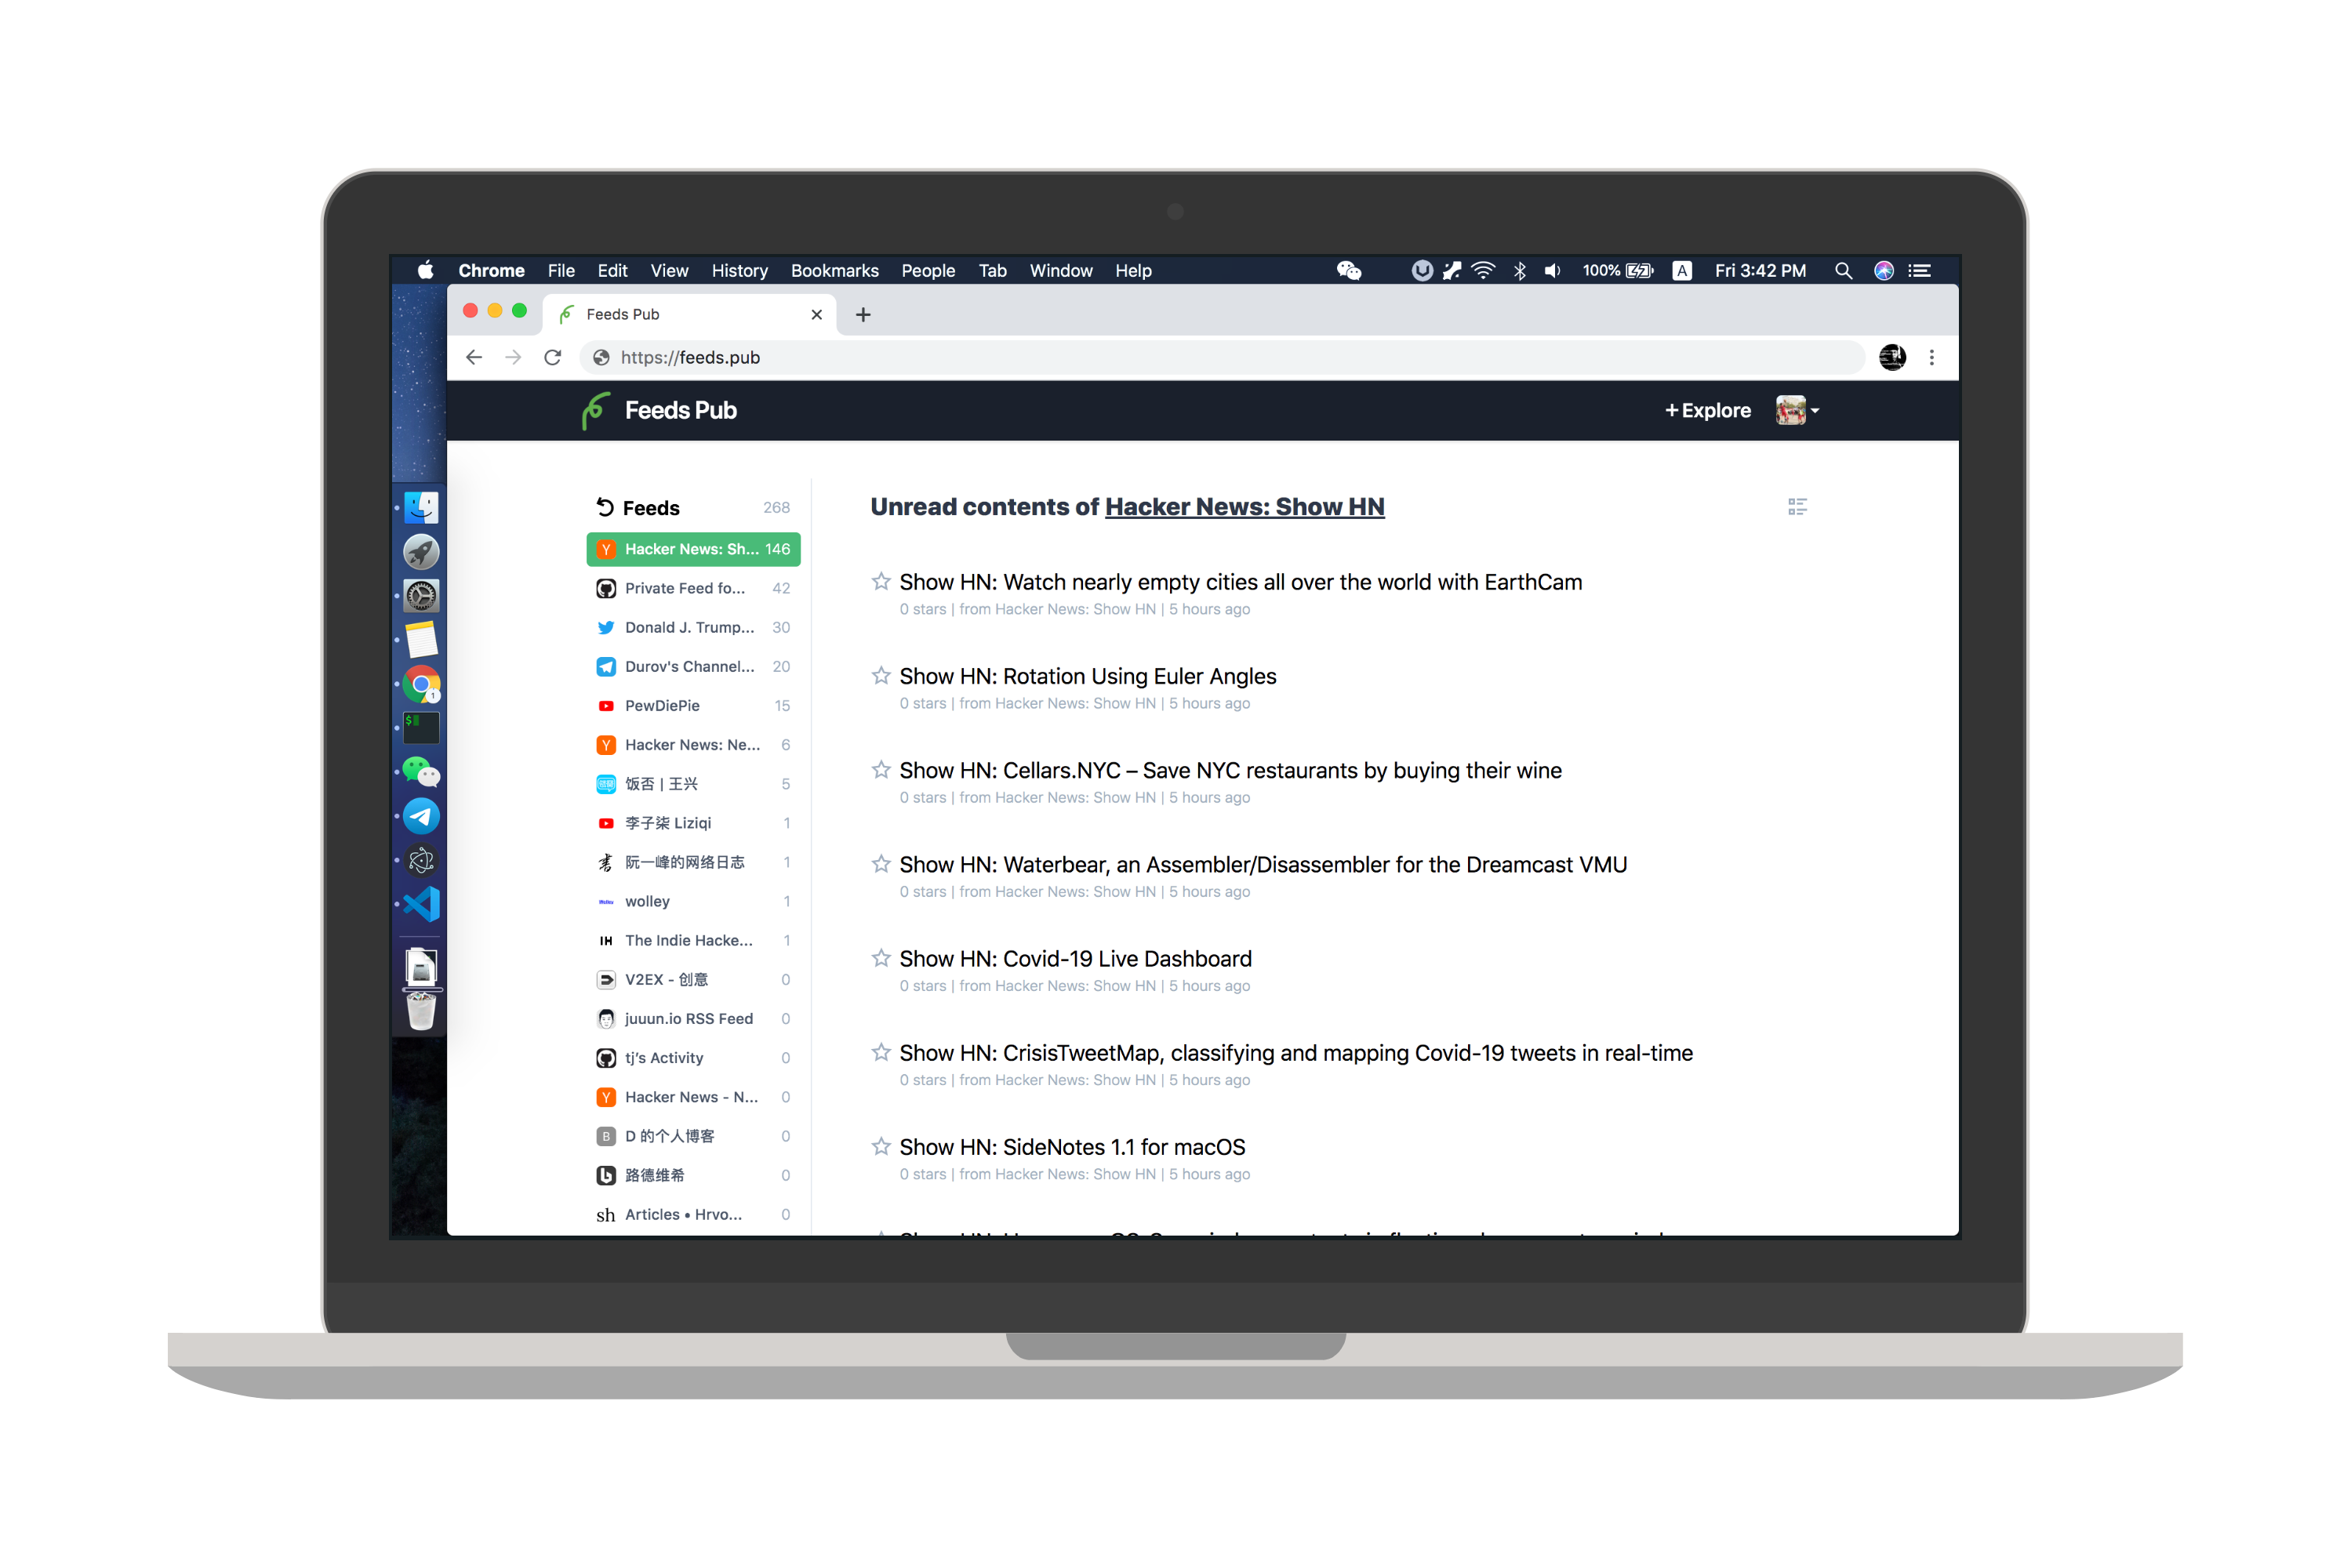 Chrome File Edit View History Bookmarks People Tab Window Help 100% A Fri 3:42 PM
Feeds Pub
https://feeds.pub
Feeds Pub
+ Explore
Feeds 268
Hacker News: Sh... 146
Private Feed fo... 42
Donald J. Trump... 30
Durov's Channel... 20
PewDiePie 15
Hacker News: Ne... 6
饭否 | 王兴 5
李子柒 Liziqi 1
阮一峰的网络日志 1
wolley 1
IH The Indie Hacke... 1
V2EX - 创意 0
juuun.io RSS Feed 0
tj's Activity 0
Hacker News - N... 0
B D 的个人博客 0
路德维希 0
sh Articles • Hrvo... 0
Unread contents of Hacker News: Show HN
Show HN: Watch nearly empty cities all over the world with EarthCam
0 stars | from Hacker News: Show HN | 5 hours ago
Show HN: Rotation Using Euler Angles
0 stars | from Hacker News: Show HN | 5 hours ago
Show HN: Cellars.NYC – Save NYC restaurants by buying their wine
0 stars | from Hacker News: Show HN | 5 hours ago
Show HN: Waterbear, an Assembler/Disassembler for the Dreamcast VMU
0 stars | from Hacker News: Show HN | 5 hours ago
Show HN: Covid-19 Live Dashboard
0 stars | from Hacker News: Show HN | 5 hours ago
Show HN: CrisisTweetMap, classifying and mapping Covid-19 tweets in real-time
0 stars | from Hacker News: Show HN | 5 hours ago
Show HN: SideNotes 1.1 for macOS
0 stars | from Hacker News: Show HN | 5 hours ago
Show HN: